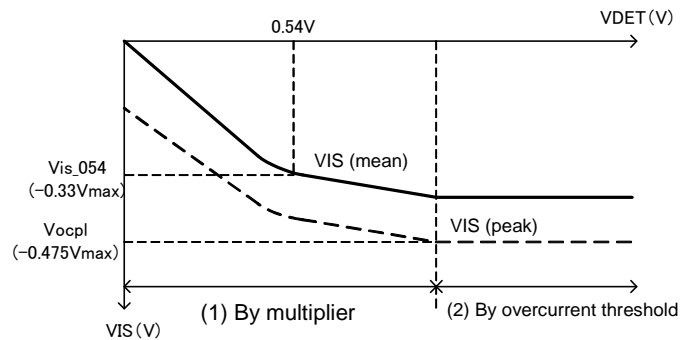 VDET(V)
0.54V
Vis_054
(-0.33Vmax)
VIS (mean)
Vocpl
(-0.475Vmax)
VIS (peak)
(1) By multiplier
(2) By overcurrent threshold
VIS(V)